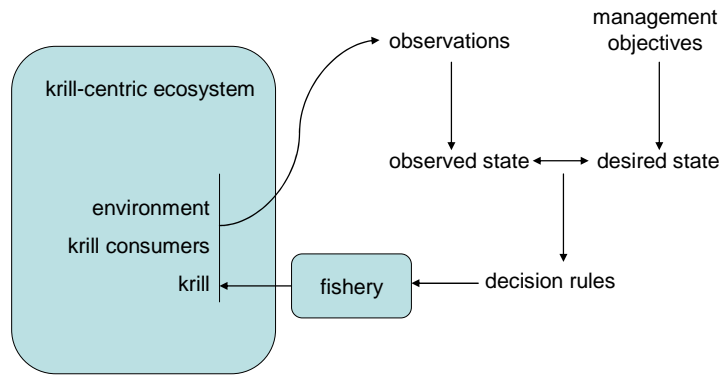 management
objectives
observations
krill-centric ecosystem
observed state
desired state
environment
krill consumers
krill
fishery
decision rules